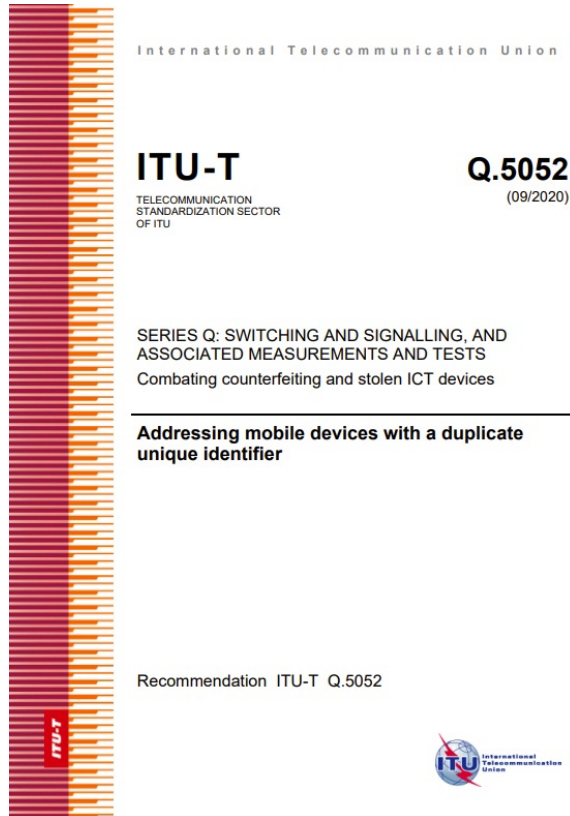 International Telecommunication Union
ITU-T
Q.5052
TELECOMMUNICATION
STANDARDIZATION SECTOR
OF ITU
(09/2020)
SERIES Q: SWITCHING AND SIGNALLING, AND
ASSOCIATED MEASUREMENTS AND TESTS
Combating counterfeiting and stolen ICT devices
Addressing mobile devices with a duplicate
unique identifier
Recommendation ITU-T Q.5052
ITU-T
ITU
International
Telecommunication
Union